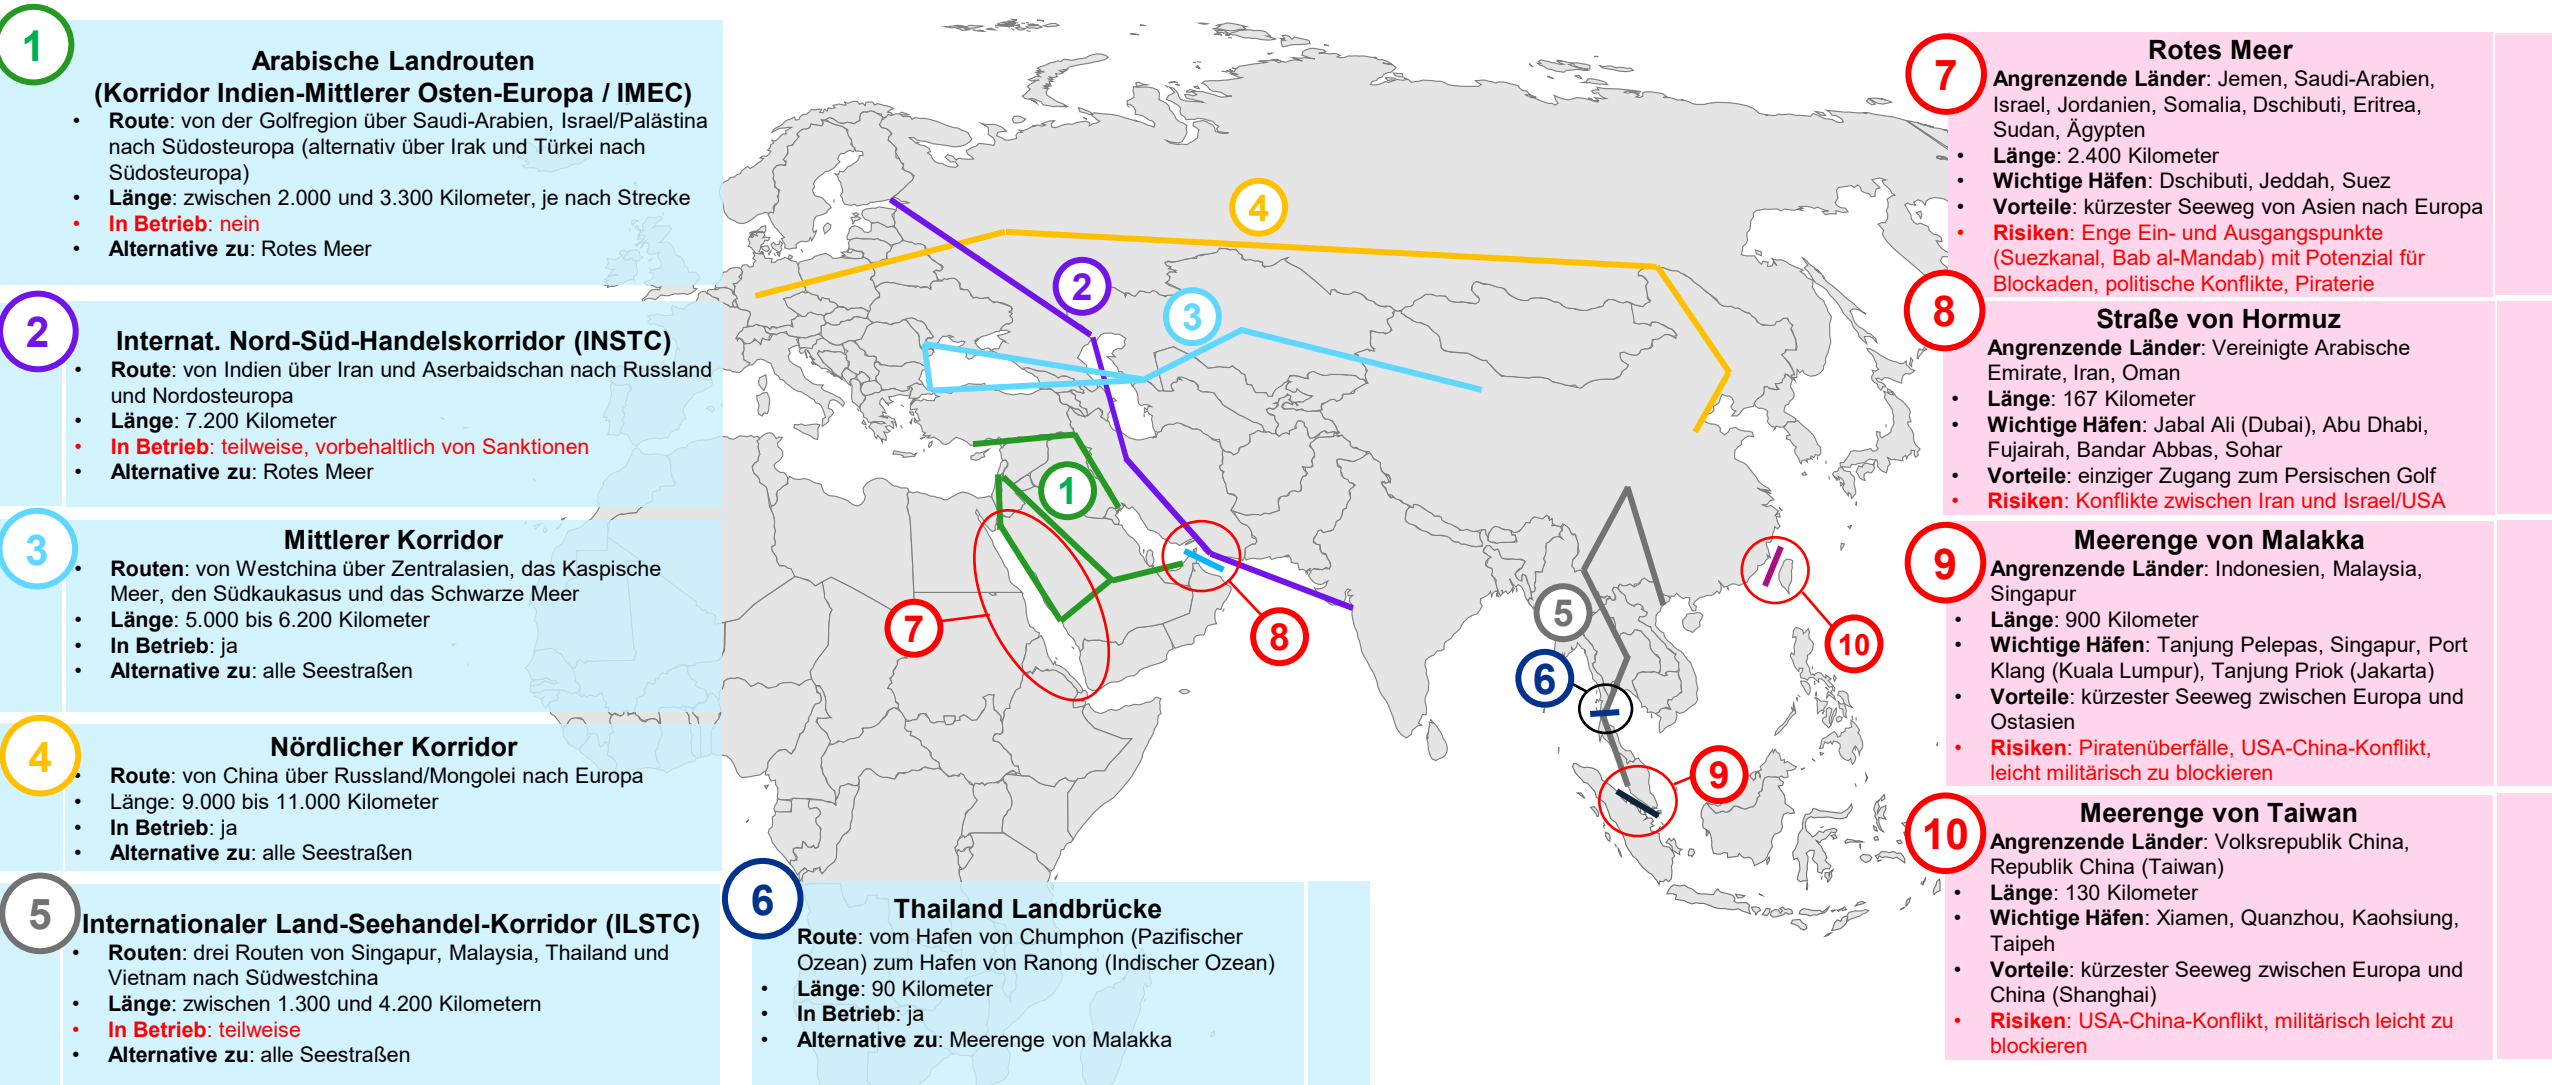 1
Arabische Landrouten
(Korridor Indien-Mittlerer Osten-Europa / IMEC)
• Route: von der Golfregion über Saudi-Arabien, Israel/Palästina
nach Südosteuropa (alternativ über Irak und Türkei nach
Südosteuropa)
• Länge: zwischen 2.000 und 3.300 Kilometer, je nach Strecke
• In Betrieb: nein
• Alternative zu: Rotes Meer
2
Internat. Nord-Süd-Handelskorridor (INSTC)
• Route: von Indien über Iran und Aserbaidschan nach Russland
und Nordosteuropa
• Länge: 7.200 Kilometer
• In Betrieb: teilweise, vorbehaltlich von Sanktionen
• Alternative zu: Rotes Meer
3
Mittlerer Korridor
• Routen: von Westchina über Zentralasien, das Kaspische
Meer, den Südkaukasus und das Schwarze Meer
• Länge: 5.000 bis 6.200 Kilometer
• In Betrieb: ja
• Alternative zu: alle Seestraßen
4
Nördlicher Korridor
• Route: von China über Russland/Mongolei nach Europa
• Länge: 9.000 bis 11.000 Kilometer
• In Betrieb: ja
• Alternative zu: alle Seestraßen
5
Internationaler Land-Seehandel-Korridor (ILSTC)
• Routen: drei Routen von Singapur, Malaysia, Thailand und
Vietnam nach Südwestchina
• Länge: zwischen 1.300 und 4.200 Kilometern
• In Betrieb: teilweise
• Alternative zu: alle Seestraßen
6
Thailand Landbrücke
Route: vom Hafen von Chumphon (Pazifischer
Ozean) zum Hafen von Ranong (Indischer Ozean)
• Länge: 90 Kilometer
• In Betrieb: ja
• Alternative zu: Meerenge von Malakka
4
2
3
1
7
8
5
6
9
10
7
Rotes Meer
Angrenzende Länder: Jemen, Saudi-Arabien,
Israel, Jordanien, Somalia, Dschibuti, Eritrea,
Sudan, Ägypten
• Länge: 2.400 Kilometer
• Wichtige Häfen: Dschibuti, Jeddah, Suez
• Vorteile: kürzester Seeweg von Asien nach Europa
• Risiken: Enge Ein- und Ausgangspunkte
(Suezkanal, Bab al-Mandab) mit Potenzial für
Blockaden, politische Konflikte, Piraterie
8
Straße von Hormuz
Angrenzende Länder: Vereinigte Arabische
Emirate, Iran, Oman
• Länge: 167 Kilometer
• Wichtige Häfen: Jabal Ali (Dubai), Abu Dhabi,
Fujairah, Bandar Abbas, Sohar
• Vorteile: einziger Zugang zum Persischen Golf
• Risiken: Konflikte zwischen Iran und Israel/USA
9
Meerenge von Malakka
Angrenzende Länder: Indonesien, Malaysia,
Singapur
• Länge: 900 Kilometer
• Wichtige Häfen: Tanjung Pelepas, Singapur, Port
Klang (Kuala Lumpur), Tanjung Priok (Jakarta)
• Vorteile: kürzester Seeweg zwischen Europa und
Ostasien
• Risiken: Piratenüberfälle, USA-China-Konflikt,
leicht militärisch zu blockieren
10
Meerenge von Taiwan
Angrenzende Länder: Volksrepublik China,
Republik China (Taiwan)
• Länge: 130 Kilometer
• Wichtige Häfen: Xiamen, Quanzhou, Kaohsiung,
Taipeh
• Vorteile: kürzester Seeweg zwischen Europa und
China (Shanghai)
• Risiken: USA-China-Konflikt, militärisch leicht zu
blockieren